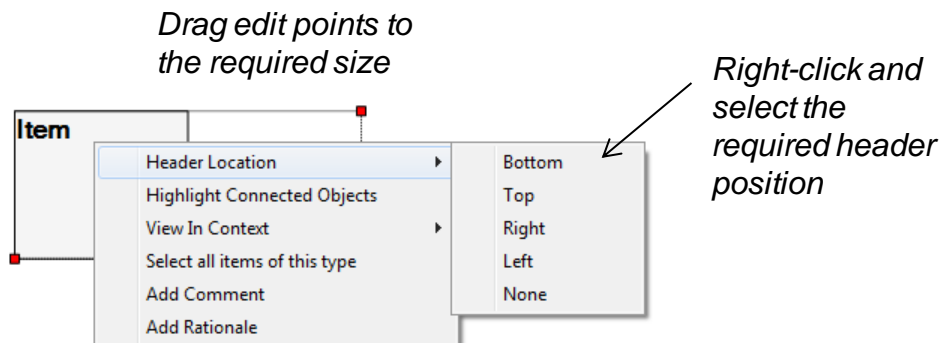 Drag edit points to
the required size
Right-click and
select the
required header
position
Item
Header Location
Highlight Connected Objects
View In Context
Select all items of this type
Add Comment
Add Rationale
Bottom
Top
Right
Left
None